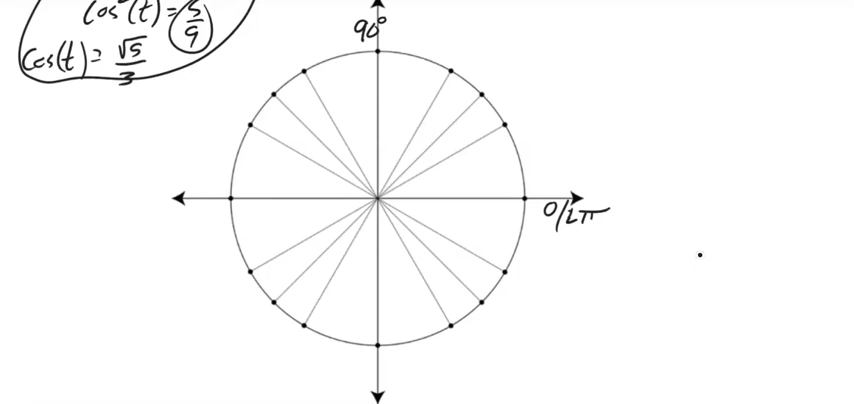 cos²(t) = 5/9
cos(t) = √5/3
90°
0/2π